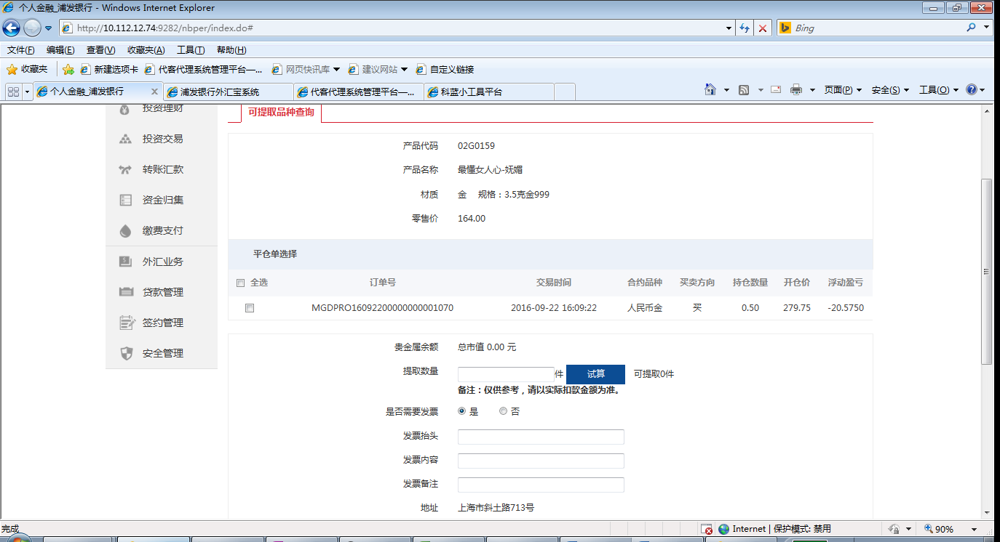 个人金融_浦发银行 - Windows Internet Explorer
http://10.112.12.74:9282/nbper/index.do#
Bing
文件(F) 编辑(E) 查看(V) 收藏夹(A) 工具(T) 帮助(H)
收藏夹 新建选项卡 代客代理系统管理平台—... 网页快讯库 建议网站 自定义链接
个人金融_浦发银行 浦发银行外汇宝系统 代客代理系统管理平台—... 科蓝小工具平台
页面(P) 安全(S) 工具(O)
投资理财
投资交易
转账汇款
资金归集
缴费支付
外汇业务
贷款管理
签约管理
安全管理
可提取品种查询
产品代码 02G0159
产品名称 最懂女人心-妩媚
材质 金 规格：3.5克金999
零售价 164.00
平仓单选择
全选 订单号 交易时间 合约品种 买卖方向 持仓数量 开仓价 浮动盈亏
MGDPRO16092200000000001070 2016-09-22 16:09:22 人民币金 买 0.50 279.75 -20.5750
贵金属余额 总市值 0.00 元
提取数量 件 试算 可提取0件
备注：仅供参考，请以实际扣款金额为准。
是否需要发票 是 否
发票抬头
发票内容
发票备注
地址 上海市斜土路713号
完成 Internet | 保护模式: 禁用 90%